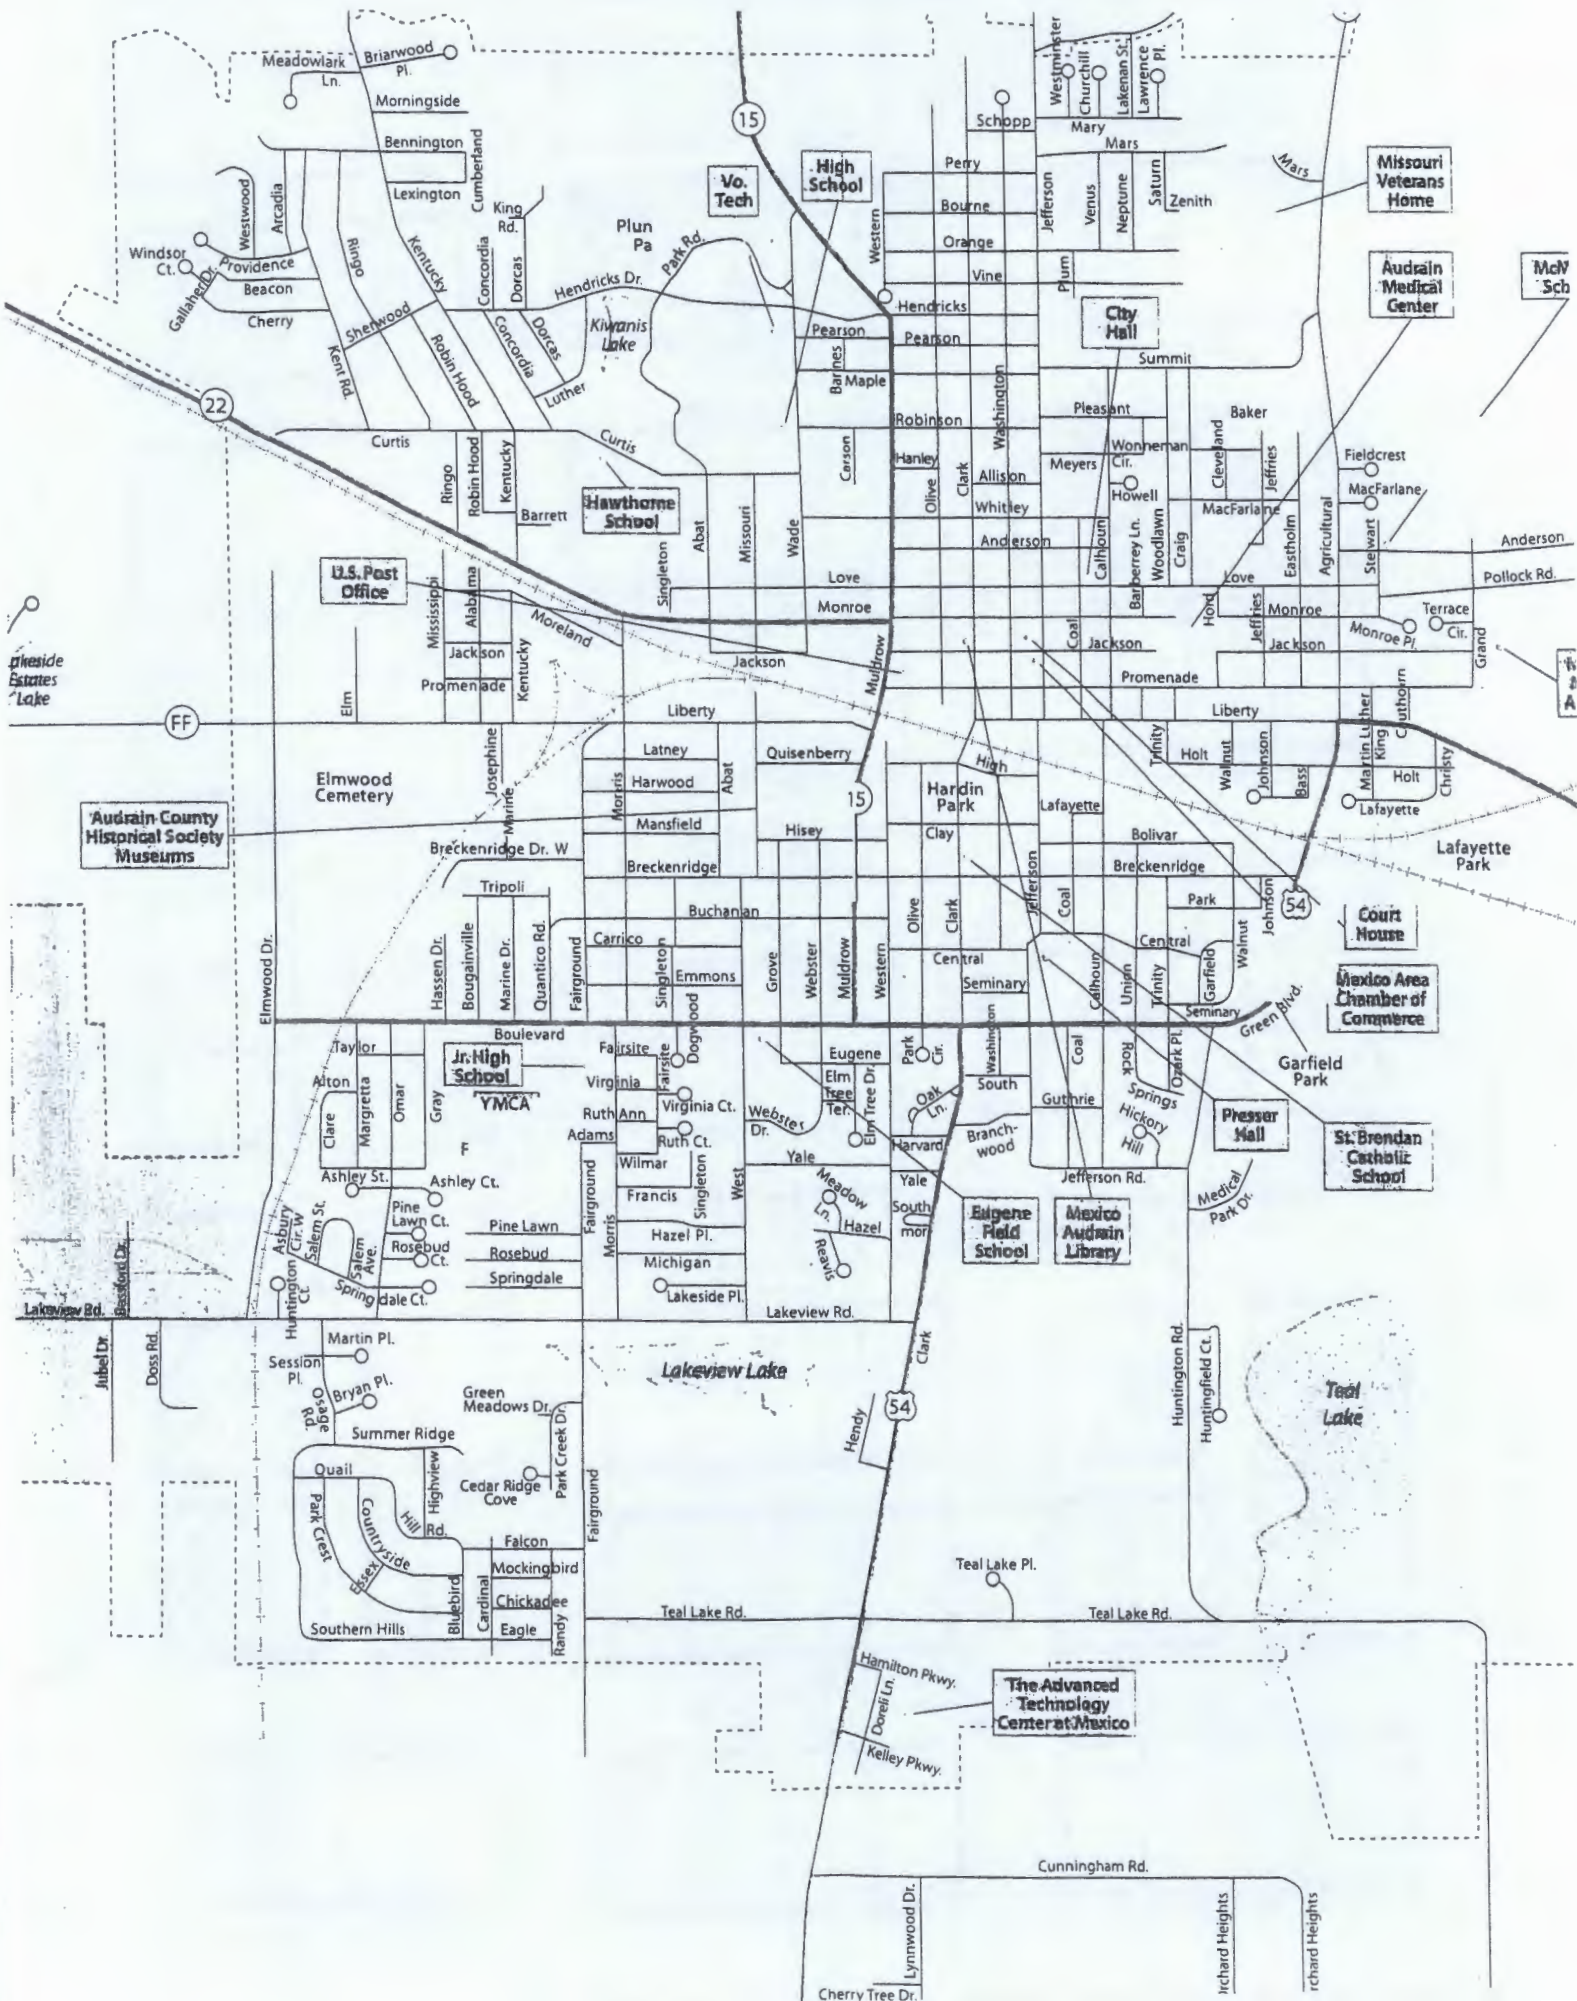 Meadowlark
Ln.
Briarwood
Pl.
Morningside
Bennington
Cumberland
Lexington
King
Rd.
Westwood
Arcadia
Windsor
Ct.
Providence
Gallaher Dr.
Beacon
Cherry
Ringo
Kentucky
Sherwood
Concordia
Dorcas
Hendricks Dr.
Concordia
Dorcas
Kiwanis
Lake
Luther
Robin Hood
Kent Rd.
Plun
Pa
Park Rd.
15
Vo.
Tech
High
School
Schopp
Westminster
Churchill
Lakenan St.
Lawrence
Pl.
Mary
Mars
Perry
Bourne
Orange
Vine
Western
Jefferson
Venus
Neptune
Saturn
Zenith
Plum
Mars
Missouri
Veterans
Home
Audrain
Medical
Center
McM
Sch
City
Hall
Hendricks
Pearson
Pearson
Barnes
Maple
Summit
Washington
Robinson
Pleasant
Baker
22
Curtis
Curtis
Carson
Hanley
Olive
Clark
Allison
Whitley
Anderson
Meyers
Wonneman
Cir.
Howell
Cleveland
Jeffries
MacFarlane
Fieldcrest
MacFarlane
Ringo
Robin Hood
Kentucky
Barrett
Hawthorne
School
Abat
Missouri
Wade
Singleton
Calhoun
Barberrey Ln.
Woodlawn
Craig
Eastholm
Agricultural
Stewart
Anderson
Pollock Rd.
U.S. Post
Office
Mississippi
Alabama
Moreland
Love
Monroe
Love
Hord
Jeffries
Monroe
Monroe Pl.
Terrace
Cir.
Grand
Jackson
Promenade
Kentucky
Jackson
Muldrow
Coal
Jackson
Jackson
Promenade
Estates
Lake
FF
Elm
Liberty
Liberty
Southorn
Elmwood
Cemetery
Josephine
Marine
Latney
Harwood
Mansfield
Morris
Abat
Quisenberry
High
Hardin
Park
Trinity
Holt
Walnut
Johnson
Bass
Martin Luther
King
Holt
Christy
Lafayette
15
Audrain County
Historical Society
Museums
Breckenridge Dr. W
Breckenridge
Hisey
Clay
Lafayette
Bolivar
Breckenridge
Lafayette
Park
Tripoli
Buchanan
Carrico
Emmons
Singleton
Elmwood Dr.
Hassen Dr.
Bougainville
Marine Dr.
Quantico Rd.
Fairground
Grove
Webster
Muldrow
Western
Olive
Clark
Jefferson
Coal
Central
Seminary
Calhoun
Union
Trinity
Central
Garfield
Walnut
Johnson
Park
Seminary
54
Court
House
Mexico Area
Chamber of
Commerce
Green Blvd.
Garfield
Park
Boulevard
Taylor
Alton
Clare
Margretta
Omar
Gray
Jr. High
School
YMCA
F
Fairsite
Fairsite
Dogwood
Virginia
Virginia Ct.
Ruth Ann
Ruth Ct.
Adams
Wilmar
Francis
Singleton
West
Webster
Dr.
Eugene
Elm
Tree
Ter.
Elm Tree Dr.
Park
Cir.
Washington
Oak
Ln.
South
Harvard
Branch-
wood
Coal
Guthrie
Rock
Springs
Ozark Pl.
Hickory
Hill
Presser
Hall
St. Brendan
Catholic
School
Ashley St.
Ashley Ct.
Yale
Yale
Jefferson Rd.
Medical
Park Dr.
Asbury
Cir. W
Salem St.
Salem
Ave.
Pine
Lawn Ct.
Rosebud
Ct.
Springdale Ct.
Huntington
Ct.
Pine Lawn
Rosebud
Springdale
Fairground
Morris
Hazel Pl.
Michigan
Lakeside Pl.
Meadow
Ln.
Hazel
Reavis
South
mor
Eugene
Field
School
Mexico
Audrain
Library
Bassford Dr.
Lakeview Rd.
Lakeview Rd.
Jubel Dr.
Doss Rd.
Martin Pl.
Session
Pl.
Bryan Pl.
Osage
Rd.
Green
Meadows Dr.
Park Creek Dr.
Lakeview Lake
Clark
54
Hendy
Huntington Rd.
Huntingfield Ct.
Teal
Lake
Summer Ridge
Quail
Highview
Cedar Ridge
Cove
Park Crest
Countryside
Hill
Rd.
Essex
Falcon
Mockingbird
Chickadee
Eagle
Bluebird
Cardinal
Randy
Fairground
Southern Hills
Teal Lake Rd.
Teal Lake Pl.
Teal Lake Rd.
Hamilton Pkwy.
Doreli Ln.
Kelley Pkwy.
The Advanced
Technology
Center at Mexico
Cunningham Rd.
Lynnwood Dr.
Cherry Tree Dr.
rchard Heights
rchard Heights